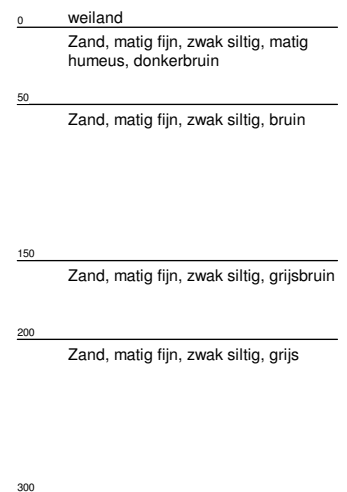 0 weiland
Zand, matig fijn, zwak siltig, matig
humeus, donkerbruin
50
Zand, matig fijn, zwak siltig, bruin
150
Zand, matig fijn, zwak siltig, grijsbruin
200
Zand, matig fijn, zwak siltig, grijs
300